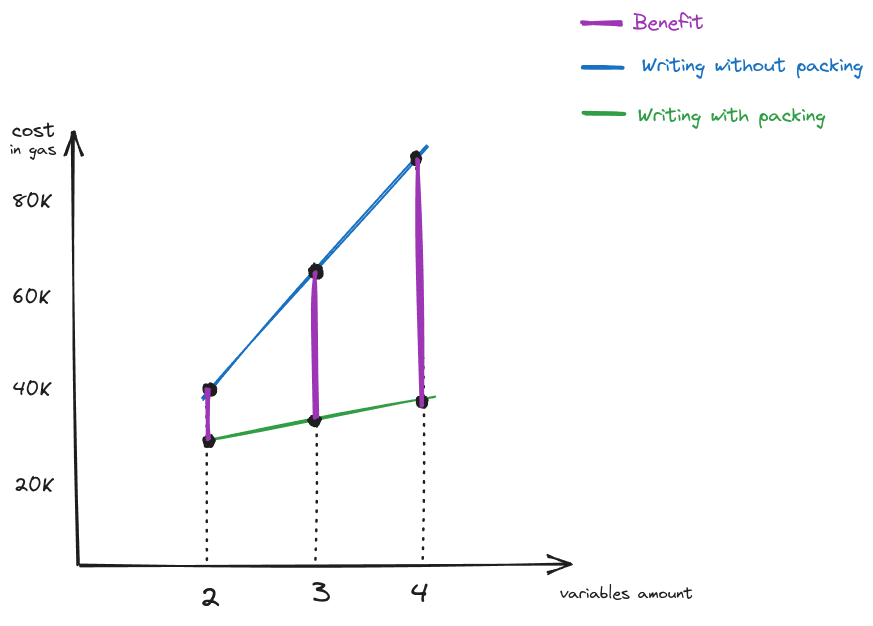 Benefit
Writing without packing
Writing with packing
cost
in gas
80K
60K
40K
20K
2
3
4
variables amount